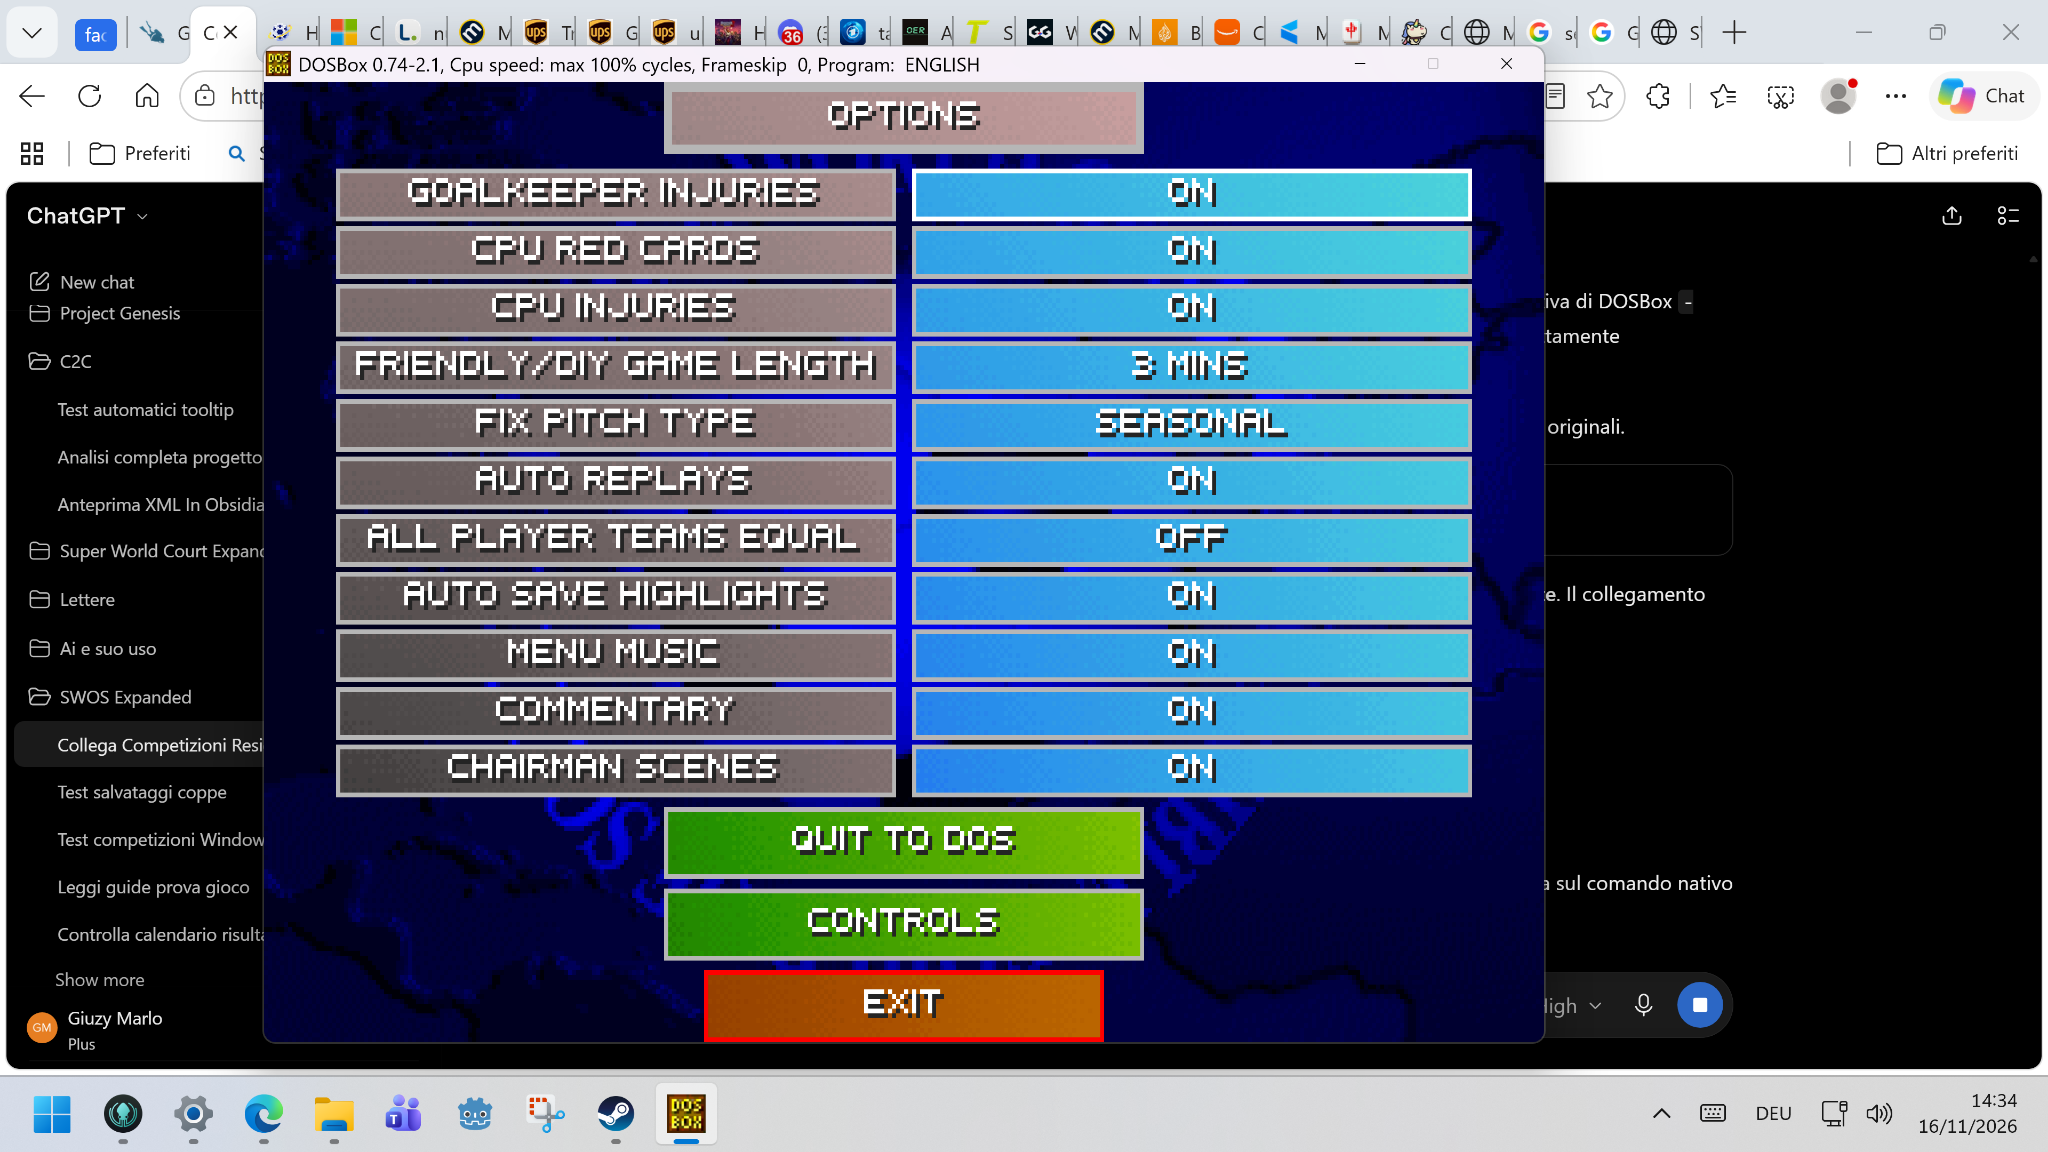 DOSBox 0.74-2.1, Cpu speed: max 100% cycles, Frameskip 0, Program: ENGLISH
Chat
Preferiti
Altri preferiti
ChatGPT
New chat
Project Genesis
C2C
Test automatici tooltip
Analisi completa progetto
Anteprima XML In Obsidia
Super World Court Expand
Lettere
Ai e suo uso
SWOS Expanded
Collega Competizioni Resi
Test salvataggi coppe
Test competizioni Window
Leggi guide prova gioco
Controlla calendario risulta
Show more
GM
Giuzy Marlo
Plus
OPTIONS
GOALKEEPER INJURIES ON
CPU RED CARDS ON
CPU INJURIES ON
FRIENDLY/DIY GAME LENGTH 3 MINS
FIX PITCH TYPE SEASONAL
AUTO REPLAYS ON
ALL PLAYER TEAMS EQUAL OFF
AUTO SAVE HIGHLIGHTS ON
MENU MUSIC ON
COMMENTARY ON
CHAIRMAN SCENES ON
QUIT TO DOS
CONTROLS
EXIT
iva di DOSBox -
tamente
originali.
e. Il collegamento
a sul comando nativo
igh
DEU
14:34
16/11/2026